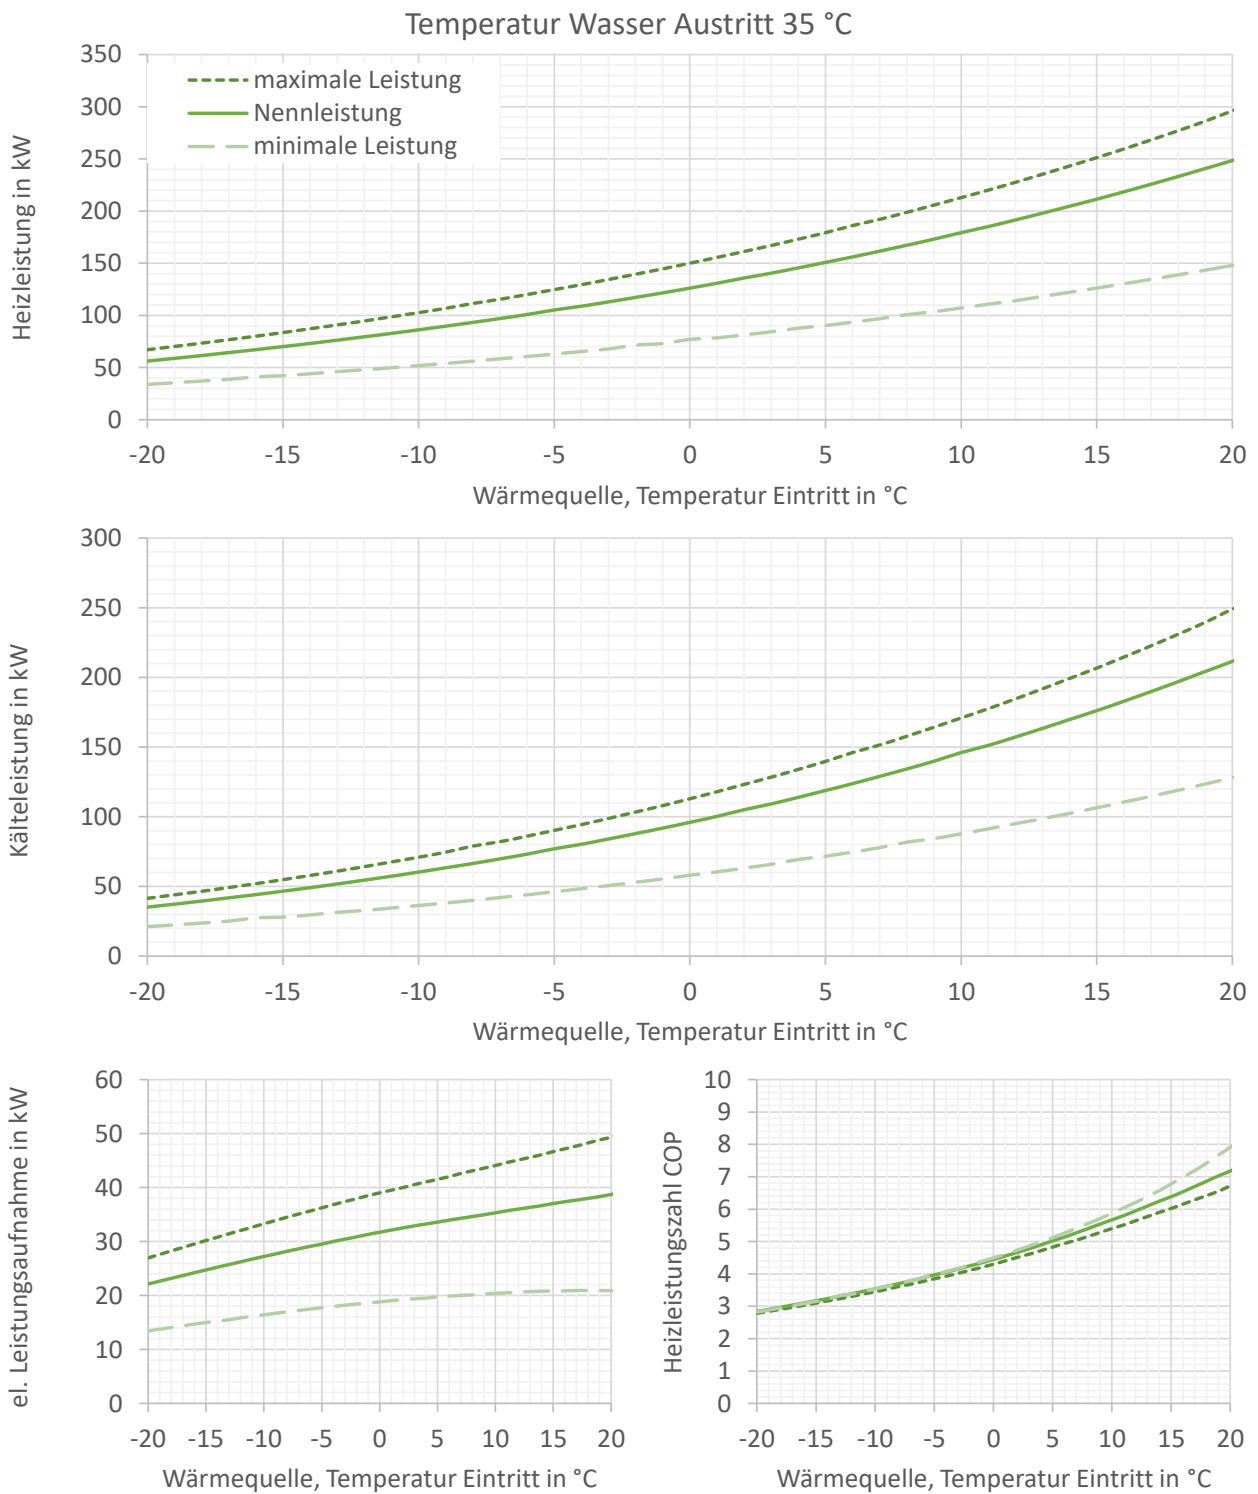 Temperatur Wasser Austritt 35 °C
Heizleistung in kW
350
300
250
200
150
100
50
0
maximale Leistung
Nennleistung
minimale Leistung
-20 -15 -10 -5 0 5 10 15 20
Wärmequelle, Temperatur Eintritt in °C
Kälteleistung in kW
300
250
200
150
100
50
0
-20 -15 -10 -5 0 5 10 15 20
Wärmequelle, Temperatur Eintritt in °C
el. Leistungsaufnahme in kW
60
50
40
30
20
10
0
-20 -15 -10 -5 0 5 10 15 20
Wärmequelle, Temperatur Eintritt in °C
Heizleistungszahl COP
10
9
8
7
6
5
4
3
2
1
0
-20 -15 -10 -5 0 5 10 15 20
Wärmequelle, Temperatur Eintritt in °C